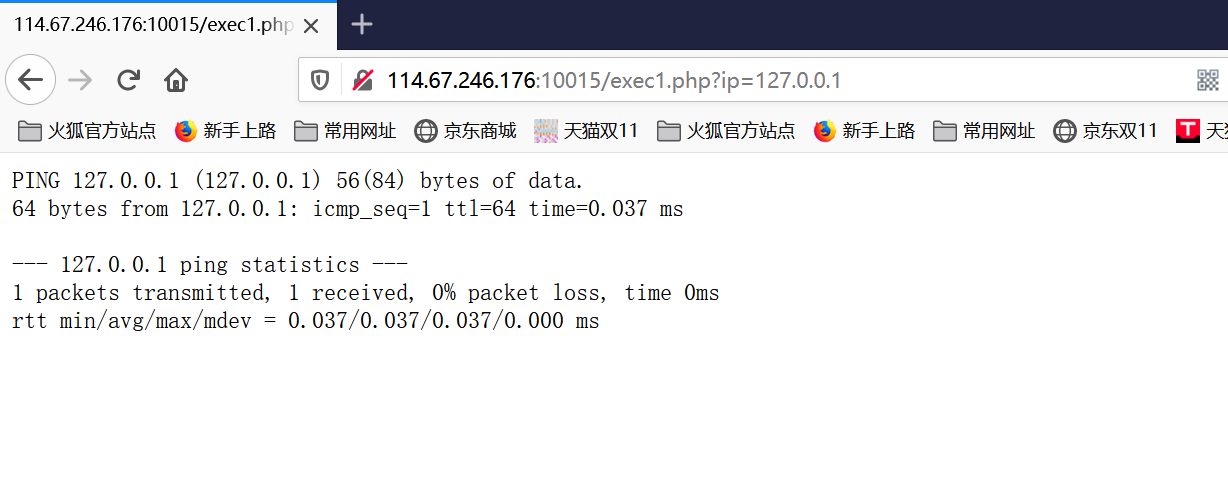 114.67.246.176:10015/exec1.php
114.67.246.176:10015/exec1.php?ip=127.0.0.1
火狐官方站点 新手上路 常用网址 京东商城 天猫双11 火狐官方站点 新手上路 常用网址 京东双11 天猫
PING 127.0.0.1 (127.0.0.1) 56(84) bytes of data.
64 bytes from 127.0.0.1: icmp_seq=1 ttl=64 time=0.037 ms
--- 127.0.0.1 ping statistics ---
1 packets transmitted, 1 received, 0% packet loss, time 0ms
rtt min/avg/max/mdev = 0.037/0.037/0.037/0.000 ms